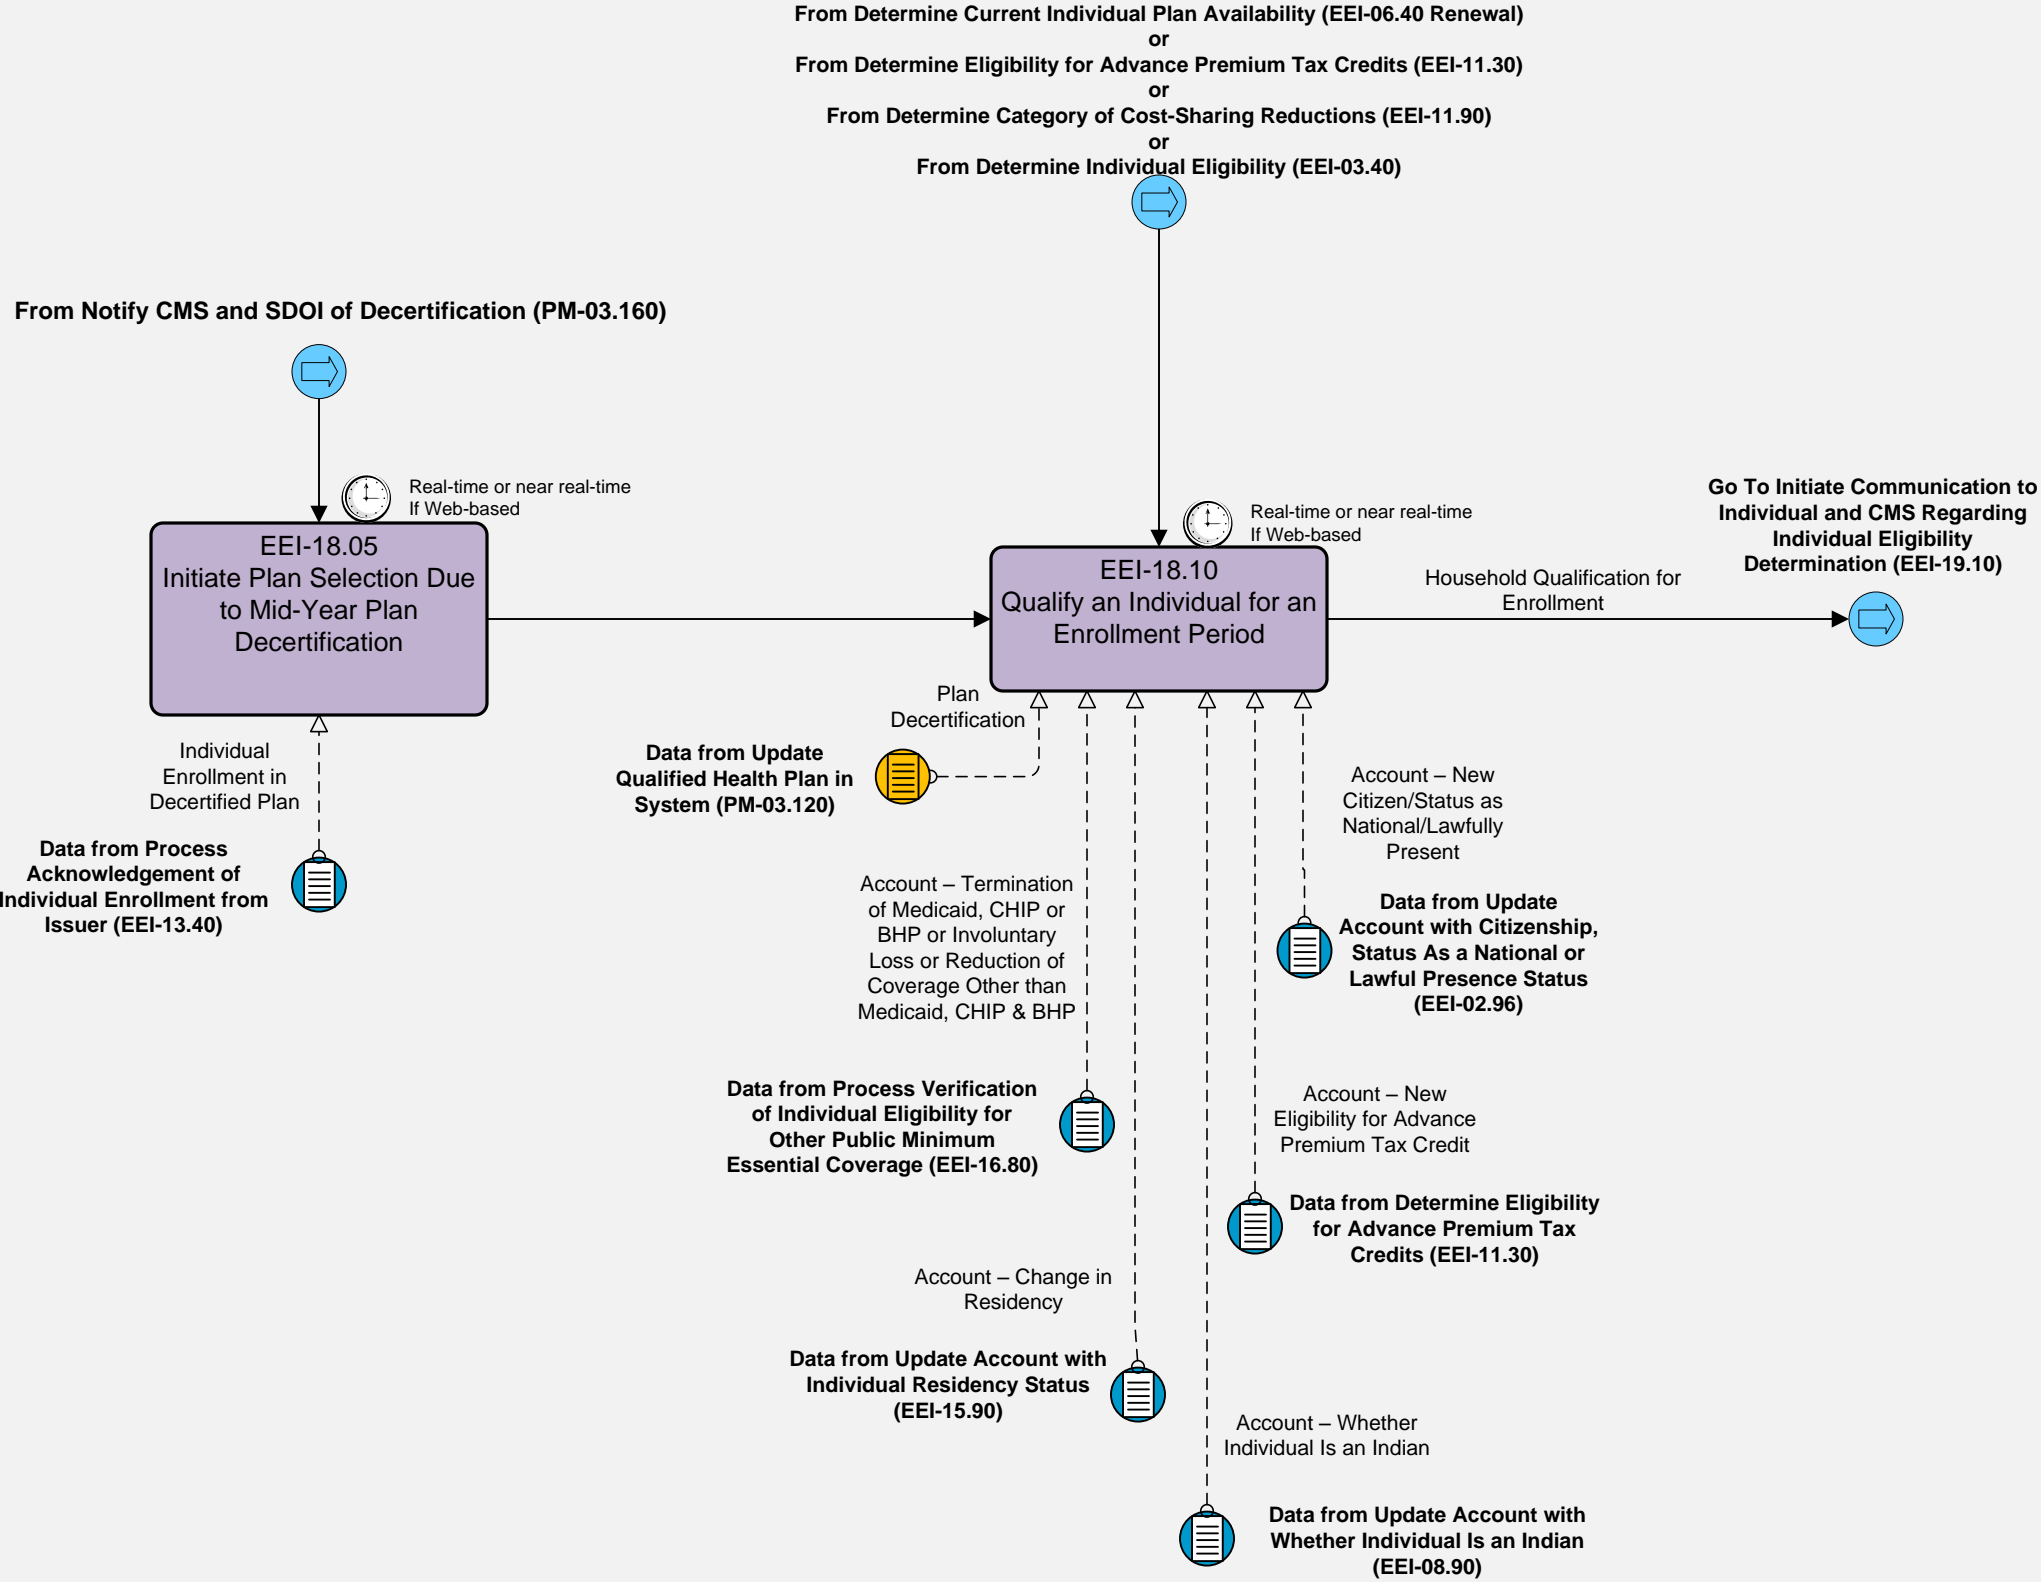 From Determine Current Individual Plan Availability (EEI-06.40 Renewal)
or
From Determine Eligibility for Advance Premium Tax Credits (EEI-11.30)
or
From Determine Category of Cost-Sharing Reductions (EEI-11.90)
or
From Determine Individual Eligibility (EEI-03.40)
From Notify CMS and SDOI of Decertification (PM-03.160)
Real-time or near real-time
If Web-based
EEI-18.05
Initiate Plan Selection Due
to Mid-Year Plan
Decertification
Real-time or near real-time
If Web-based
EEI-18.10
Qualify an Individual for an
Enrollment Period
Household Qualification for
Enrollment
Go To Initiate Communication to
Individual and CMS Regarding
Individual Eligibility
Determination (EEI-19.10)
Individual
Enrollment in
Decertified Plan
Data from Process
Acknowledgement of
Individual Enrollment from
Issuer (EEI-13.40)
Plan
Decertification
Data from Update
Qualified Health Plan in
System (PM-03.120)
Account – Termination
of Medicaid, CHIP or
BHP or Involuntary
Loss or Reduction of
Coverage Other than
Medicaid, CHIP & BHP
Data from Process Verification
of Individual Eligibility for
Other Public Minimum
Essential Coverage (EEI-16.80)
Account – Change in
Residency
Data from Update Account with
Individual Residency Status
(EEI-15.90)
Account – New
Citizen/Status as
National/Lawfully
Present
Data from Update
Account with Citizenship,
Status As a National or
Lawful Presence Status
(EEI-02.96)
Account – New
Eligibility for Advance
Premium Tax Credit
Data from Determine Eligibility
for Advance Premium Tax
Credits (EEI-11.30)
Account – Whether
Individual Is an Indian
Data from Update Account with
Whether Individual Is an Indian
(EEI-08.90)